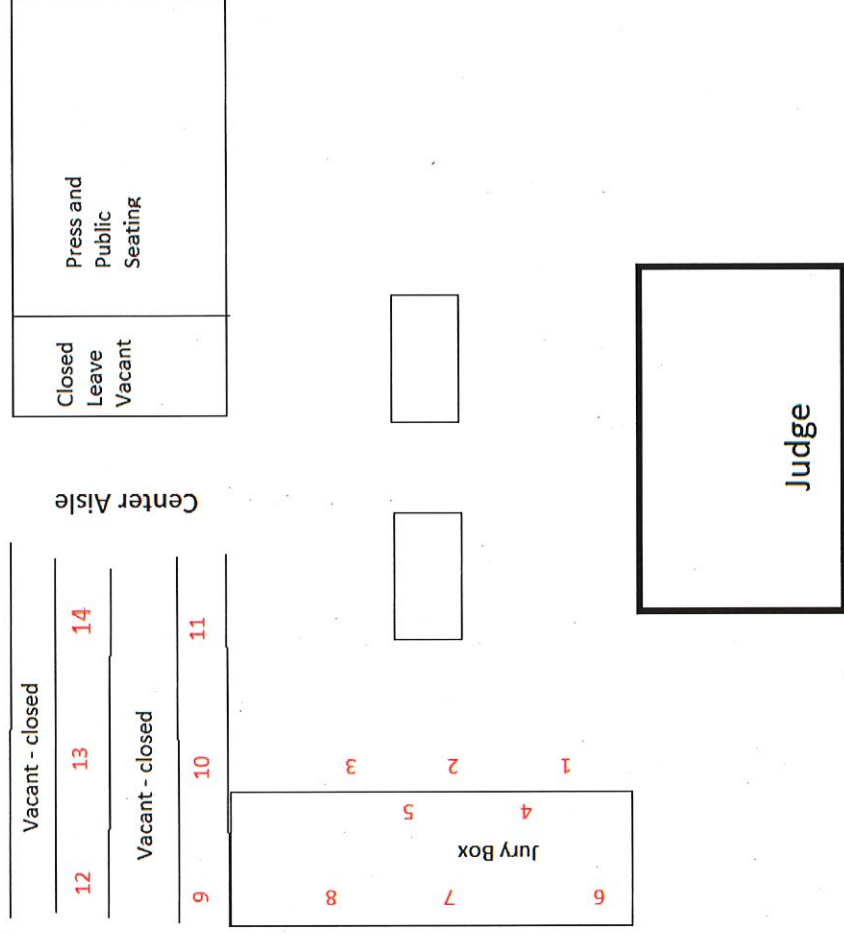 Press and
Public
Seating
Closed
Leave
Vacant
Center Aisle
Vacant - closed
12 13 14
Vacant - closed
9 10 11
3
2
1
5
4
Jury Box
8
7
6
Judge